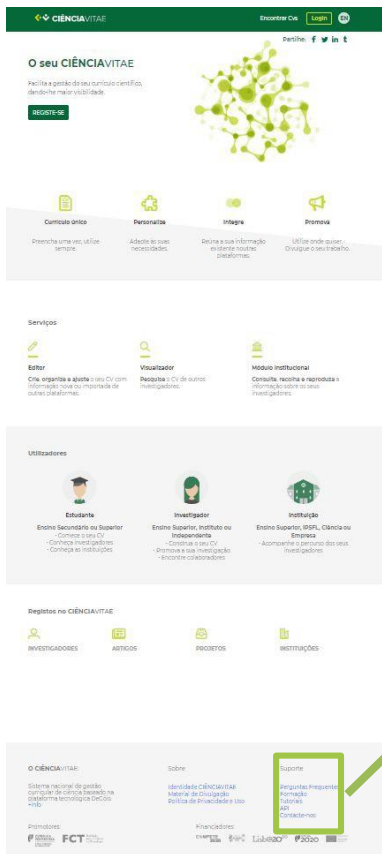 CIÊNCIAVITAE
Encontrar CVs
Login
EN
Partilhe:
O seu CIÊNCIAVITAE
Facilita a gestão do seu currículo científico,
dando-lhe maior visibilidade.
REGISTE-SE
Currículo único
Personalize
Integre
Promova
Preencha uma vez, utilize
sempre.
Adapte às suas
necessidades.
Reúna a sua informação
existente noutras
plataformas.
Utilize onde quiser.
Divulgue o seu trabalho.
Serviços
Editor
Crie, organize e ajuste o seu CV com
informação nova ou importada de
outras plataformas.
Visualizador
Pesquise o CV de outros
investigadores.
Módulo Institucional
Consulte, recolha e reproduza a
informação sobre os seus
investigadores.
Utilizadores
Estudante
Ensino Secundário ou Superior
- Comece o seu CV
- Conheça investigadores
- Conheça as instituições
Investigador
Ensino Superior, Instituto ou
Independente
- Construa o seu CV
- Promova a sua investigação
- Encontre colaboradores
Instituição
Ensino Superior, IPSFL, Ciência ou
Empresa
- Acompanhe o percurso dos seus
investigadores
Registos no CIÊNCIAVITAE
INVESTIGADORES
ARTIGOS
PROJETOS
INSTITUIÇÕES
O CIÊNCIAVITAE
Sistema nacional de gestão
curricular de ciência baseado na
plataforma tecnológica DeGóis.
+info
Sobre
Identidade CIÊNCIAVITAE
Material de Divulgação
Política de Privacidade e Uso
Suporte
Perguntas Frequentes
Formação
Tutoriais
API
Contacte-nos
Promotores:
FCT
Financiadores:
COMPETE
2020
Lisb@20²⁰
P2020